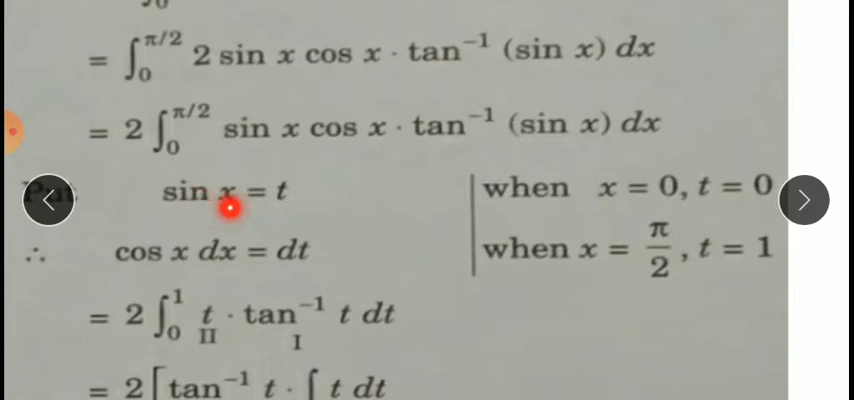 = ∫₀^{π/2} 2 sin x cos x · tan⁻¹ (sin x) dx
= 2 ∫₀^{π/2} sin x cos x · tan⁻¹ (sin x) dx
Put sin x = t | when x = 0, t = 0
∴ cos x dx = dt | when x = π/2, t = 1
= 2 ∫₀¹ t · tan⁻¹ t dt
II I
= 2 [tan⁻¹ t · ∫ t dt